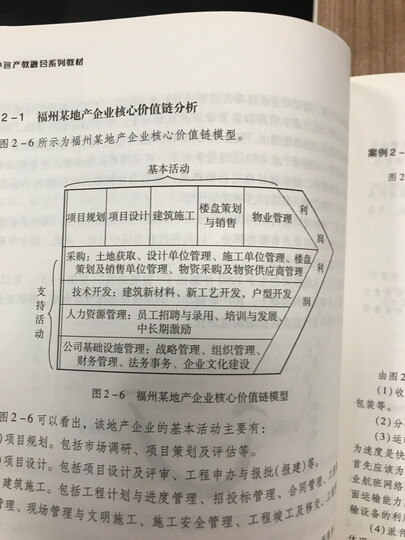 包产教融合系列教材
2-1 福州某地产企业核心价值链分析
图2-6所示为福州某地产企业核心价值链模型。
基本活动
项目规划
项目设计
建筑施工
楼盘策划
与销售
物业管理
利
润
采购：土地获取、设计单位管理、施工单位管理、楼盘
策划及销售单位管理、物资采购及物资供应商管理
技术开发：建筑新材料、新工艺开发，户型开发
人力资源管理：员工招聘与录用、培训与发展、
中长期激励
公司基础设施管理：战略管理、组织管理、
财务管理、法务事务、企业文化建设
支持活动
利
润
图2-6 福州某地产企业核心价值链模型
图2-6可以看出，该地产企业的基本活动主要有：
)项目规划。包括市场调研、项目策划及评估等。
)项目设计。包括项目设计及评审、工程申办与报批(报建)等。
建筑施工。包括工程计划与进度管理、招投标管理、合同管理、工程
管理、现场管理与文明施工、施工安全管理、工程竣工及移交、工程
案例2-
图2
由图2
(1)收
包装等。
(2)分
(3)运
为速度是快
首先应该为
业航班网络
面运输能力
输设备的利
(4)派件